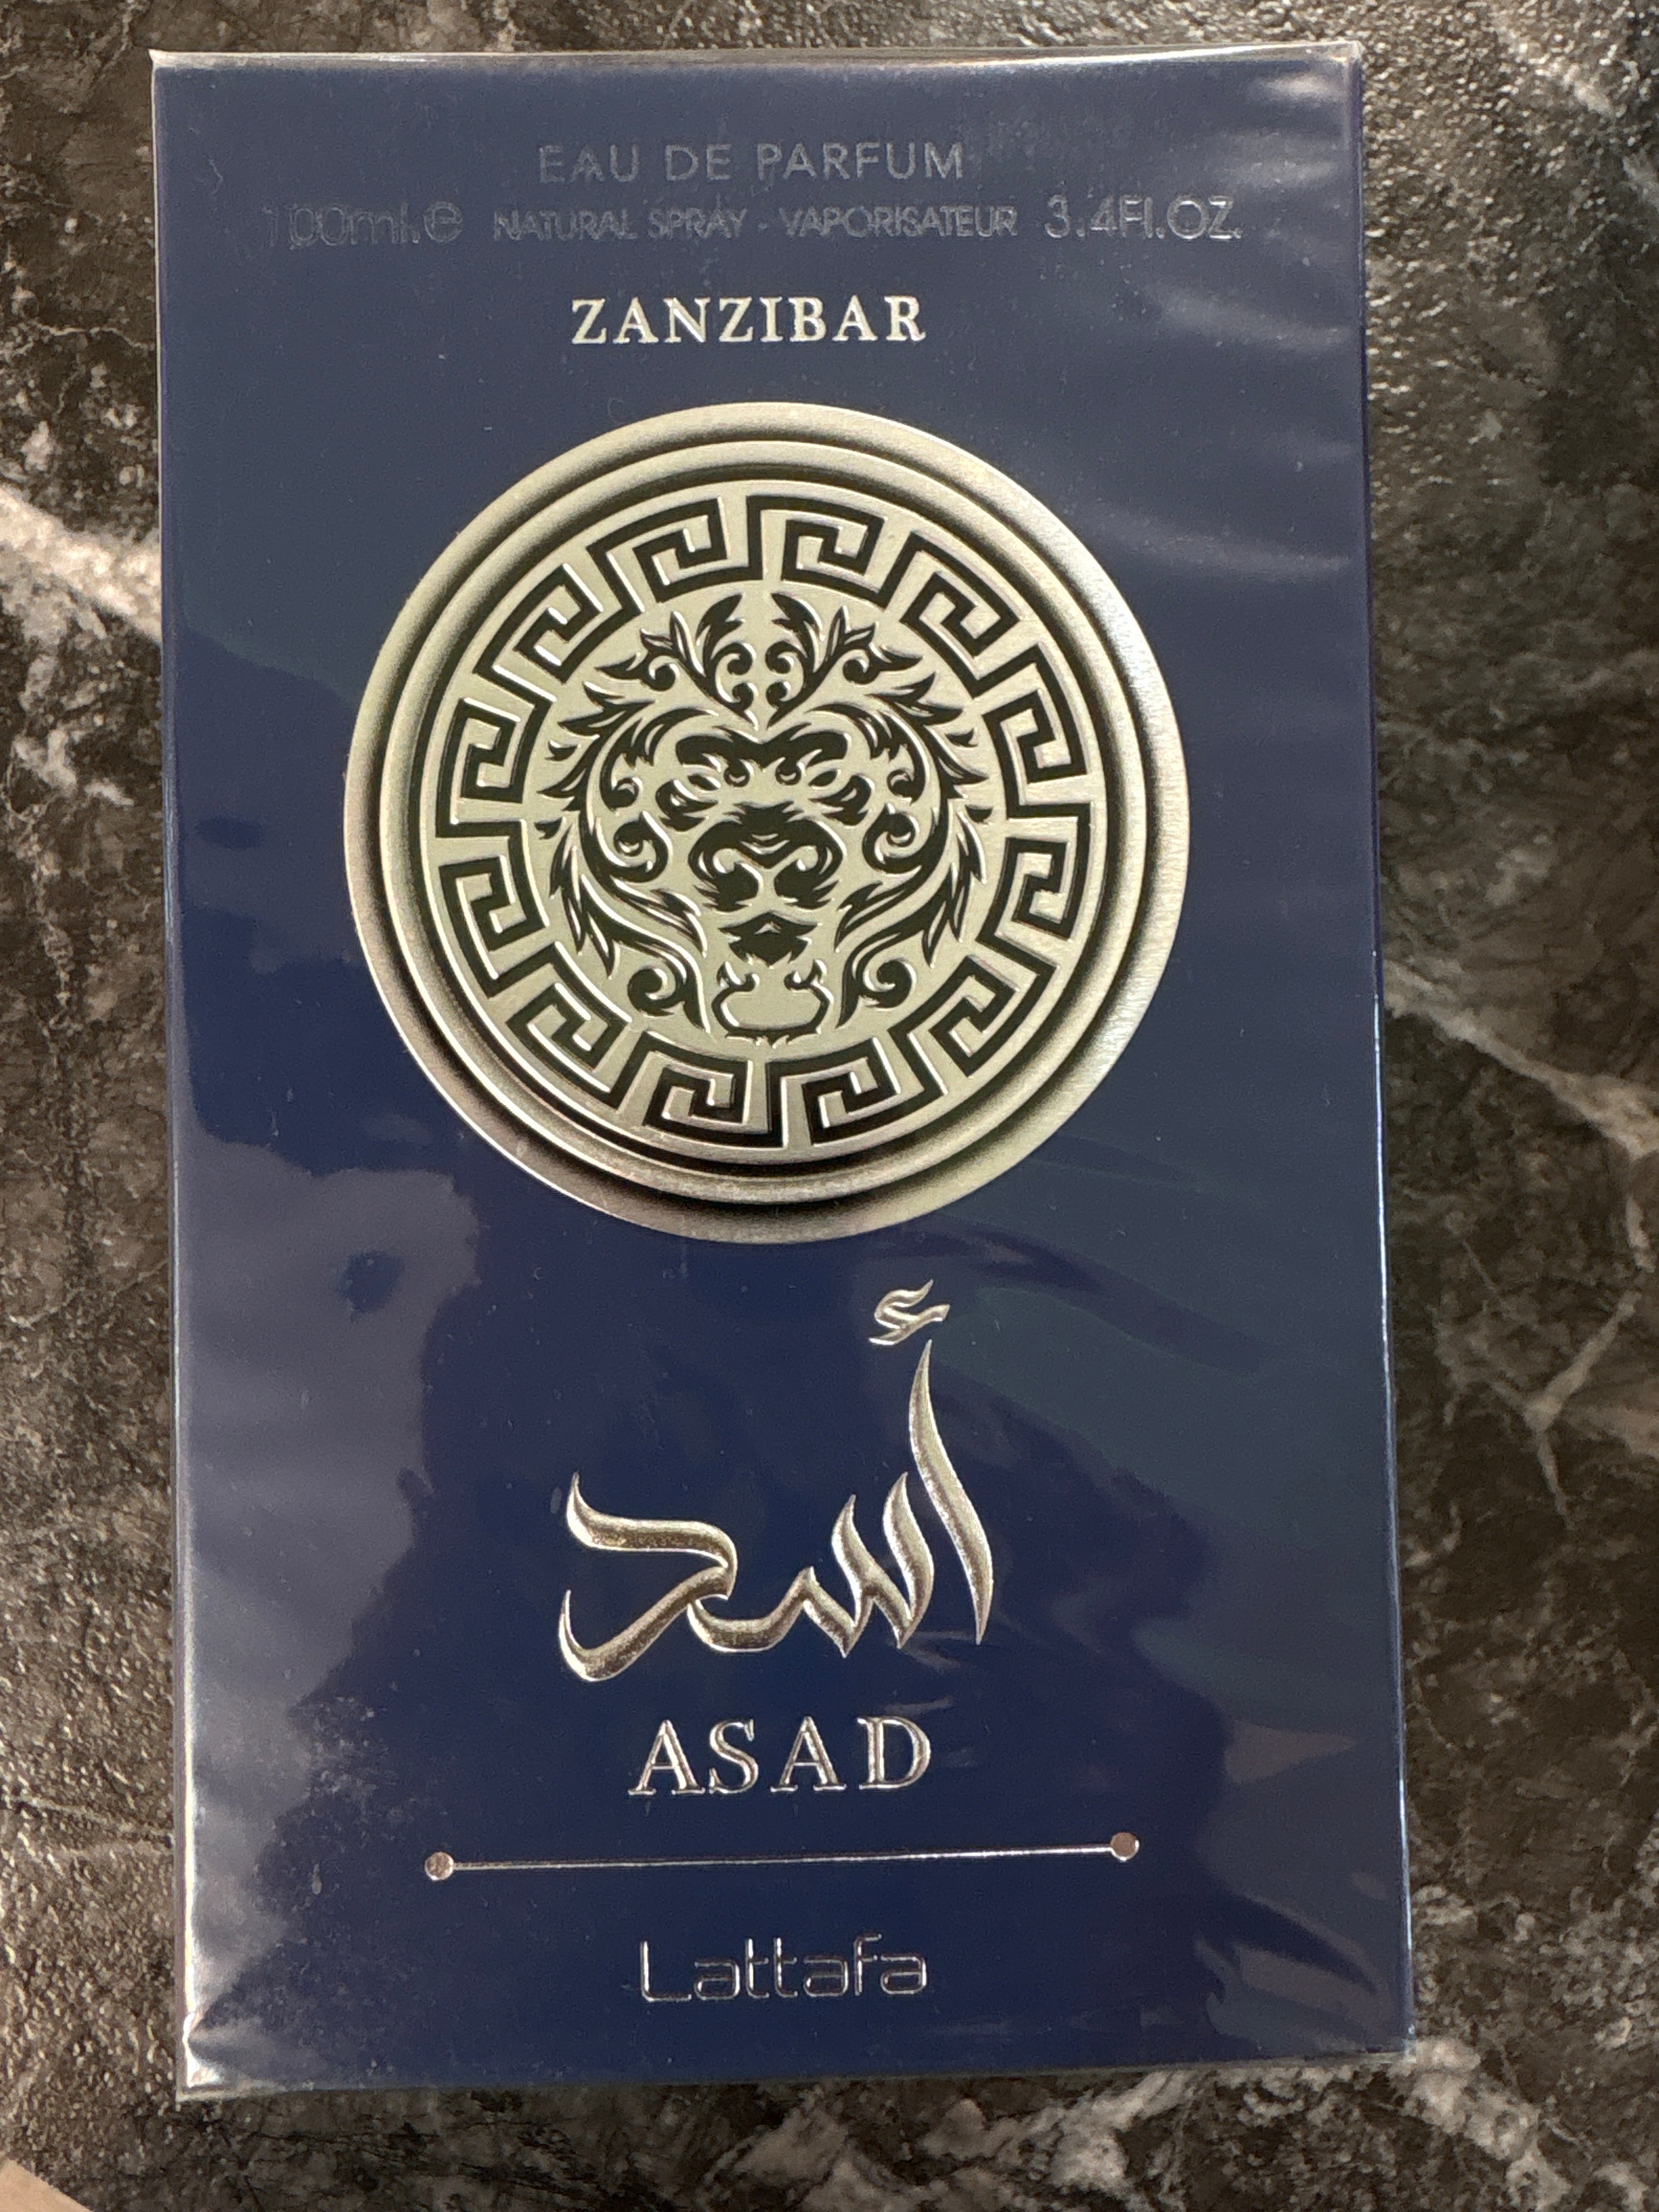 EAU DE PARFUM
100ml.e NATURAL SPRAY - VAPORISATEUR 3.4Fl.OZ.
ZANZIBAR
أسد
ASAD
Lattafa